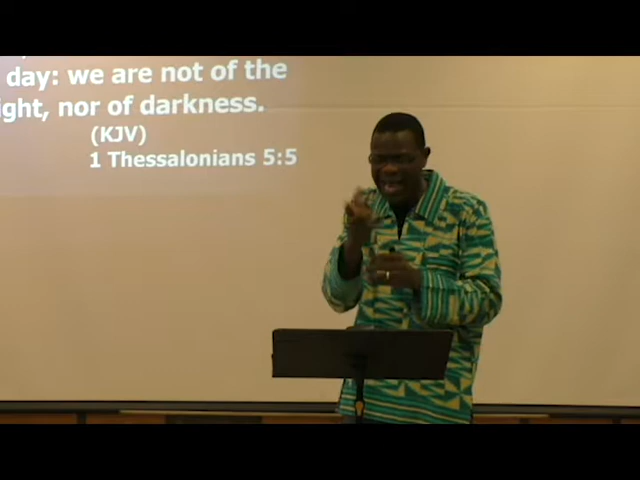 day: we are not of the
ight, nor of darkness.
(KJV)
1 Thessalonians 5:5